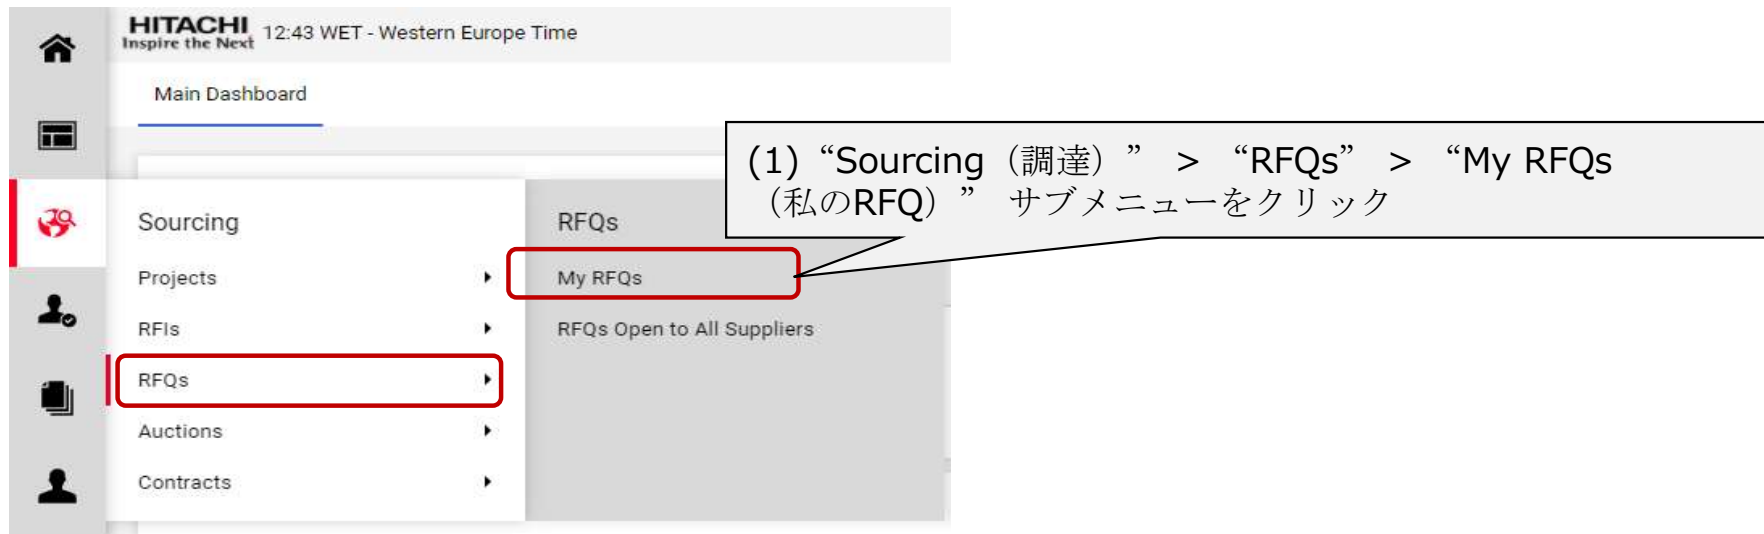 HITACHI
Inspire the Next
12:43 WET - Western Europe Time
Main Dashboard
(1)“Sourcing（調達）” > “RFQs” > “My RFQs
（私のRFQ）” サブメニューをクリック
Sourcing
Projects
RFIs
RFQs
Auctions
Contracts
RFQs
My RFQs
RFQs Open to All Suppliers